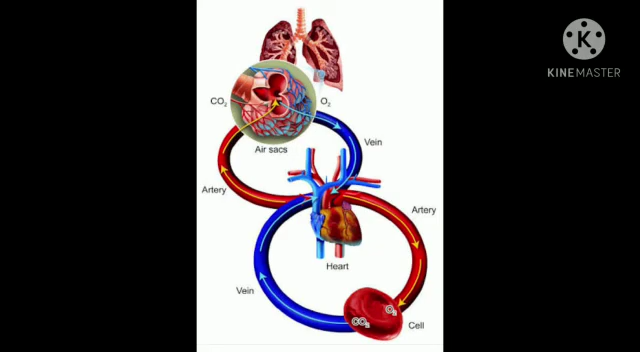 K
KINEMASTER
CO₂
O₂
Air sacs
Vein
Artery
Artery
Heart
Vein
O₂
CO₂
Cell